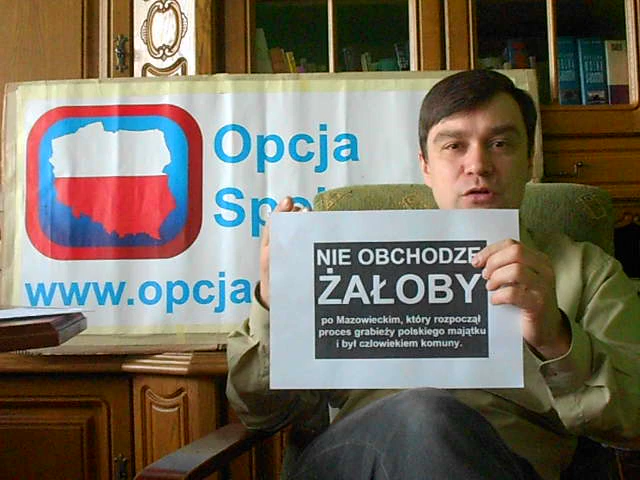 Opcja
www.opcja
NIE OBCHODZĘ
ŻAŁOBY
po Mazowieckim, który rozpoczął
proces grabieży polskiego majątku
i był człowiekiem komuny.